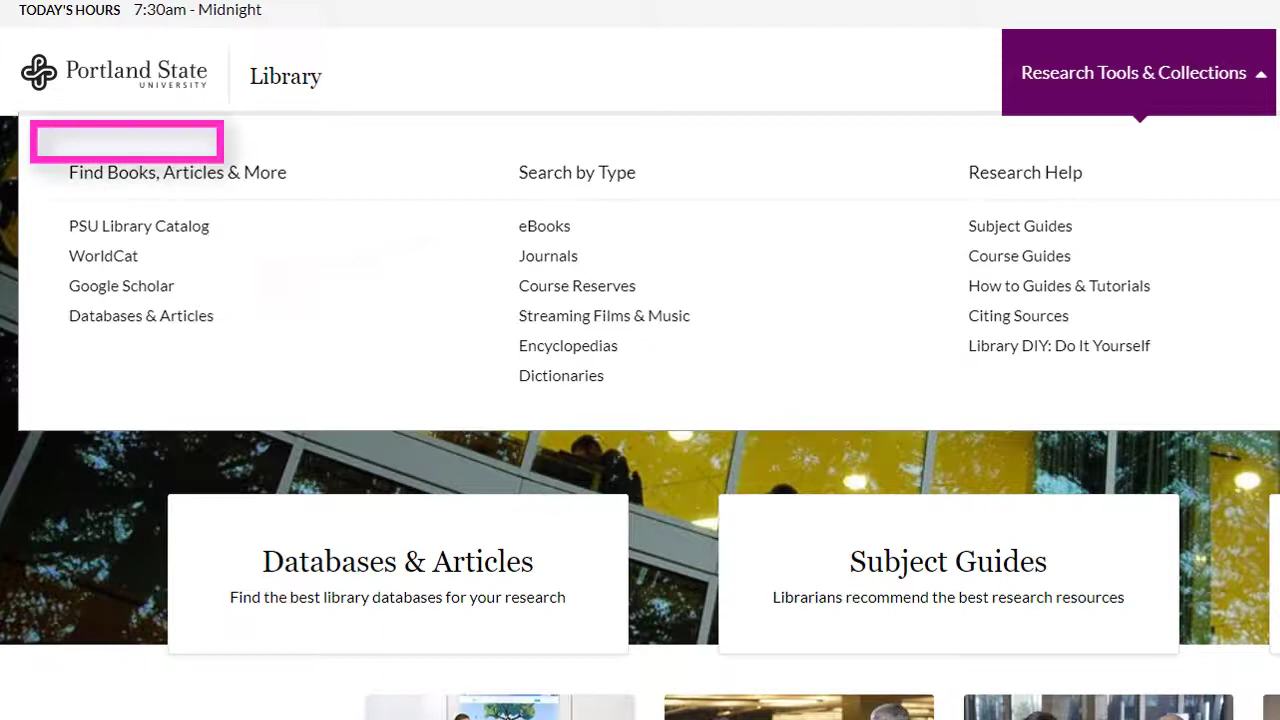 TODAY'S HOURS 7:30am - Midnight
Portland State
UNIVERSITY
Library
Research Tools & Collections
Find Books, Articles & More
PSU Library Catalog
WorldCat
Google Scholar
Databases & Articles
Search by Type
eBooks
Journals
Course Reserves
Streaming Films & Music
Encyclopedias
Dictionaries
Research Help
Subject Guides
Course Guides
How to Guides & Tutorials
Citing Sources
Library DIY: Do It Yourself
Databases & Articles
Find the best library databases for your research
Subject Guides
Librarians recommend the best research resources